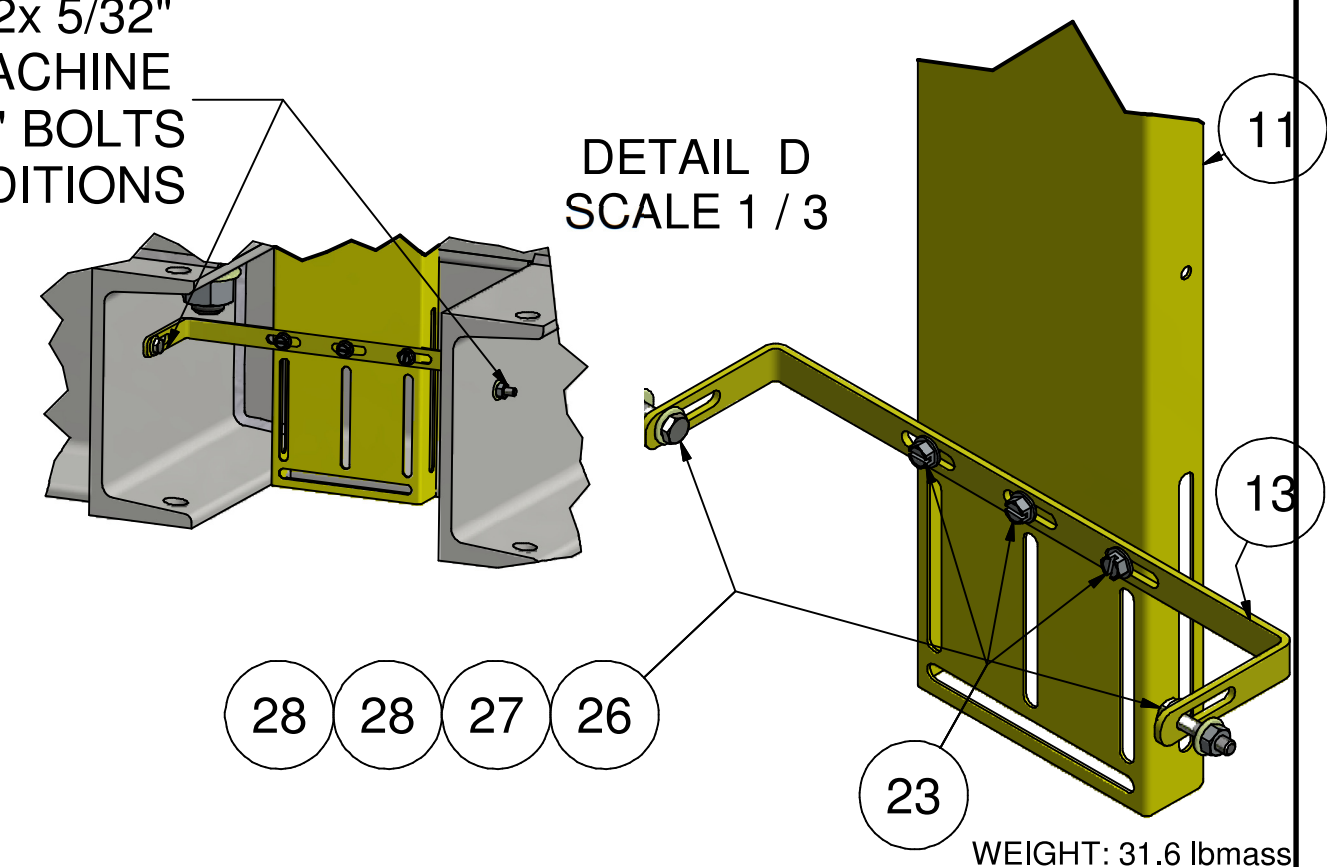 2x 5/32"
ACHINE
" BOLTS
DITIONS
DETAIL D
SCALE 1 / 3
11
13
28 28 27 26
23
WEIGHT: 31.6 lbmass